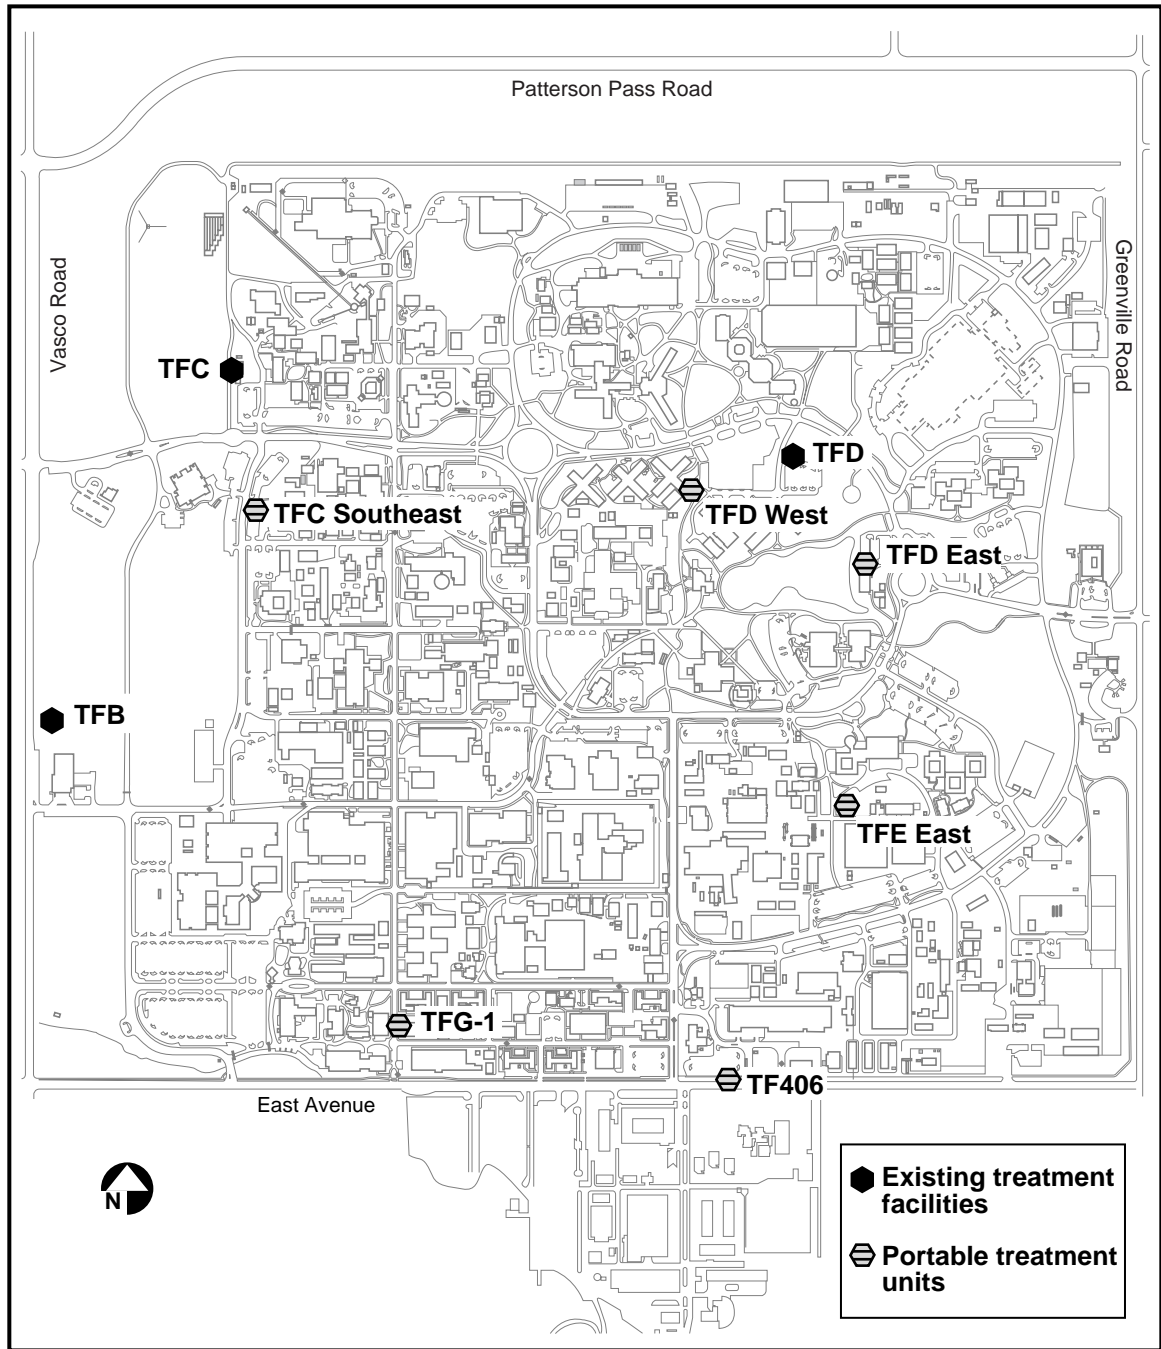 Patterson Pass Road
Vasco Road
Greenville Road
TFC
TFD
TFC Southeast
TFD West
TFD East
TFB
TFE East
TFG-1
TF406
East Avenue
N
Existing treatment
facilities
Portable treatment
units